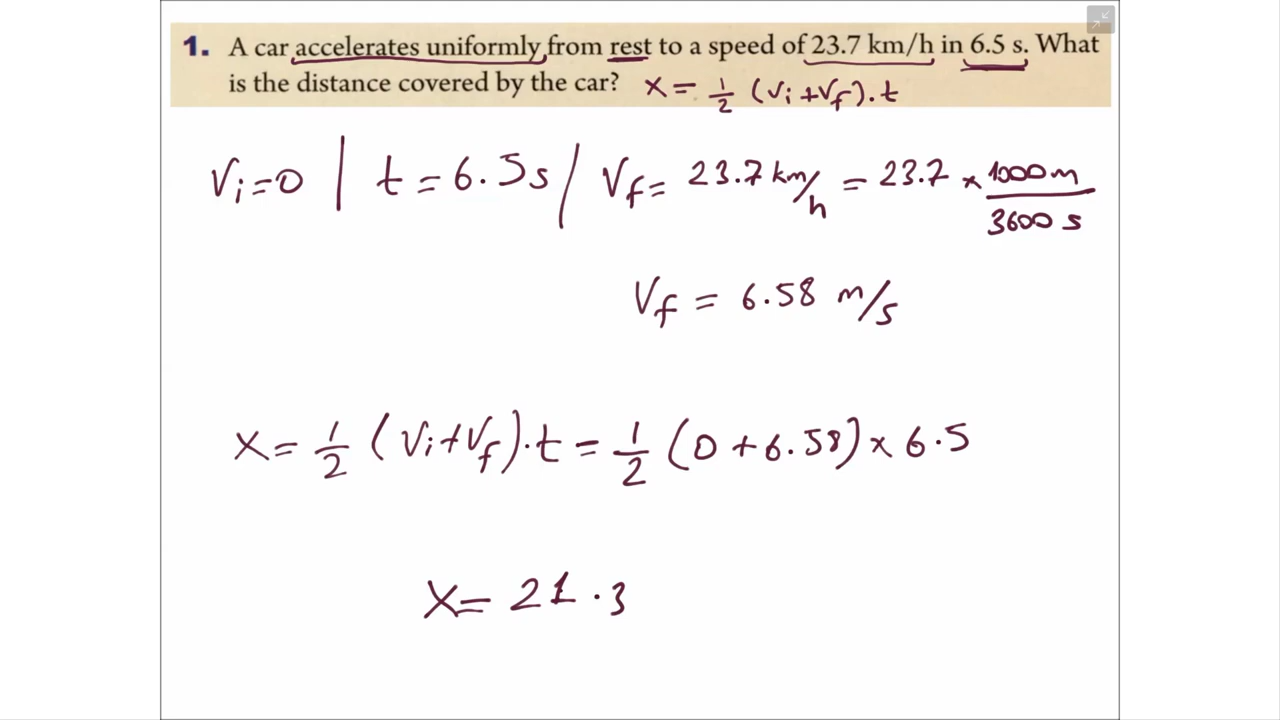 1. A car accelerates uniformly from rest to a speed of 23.7 km/h in 6.5 s. What
is the distance covered by the car? x = 1/2 (Vi + Vf) . t
Vi = 0 | t = 6.5 s / Vf = 23.7 km/h = 23.7 × 1000 m / 3600 s
Vf = 6.58 m/s
x = 1/2 (Vi + Vf) . t = 1/2 (0 + 6.58) × 6.5
x = 21.3